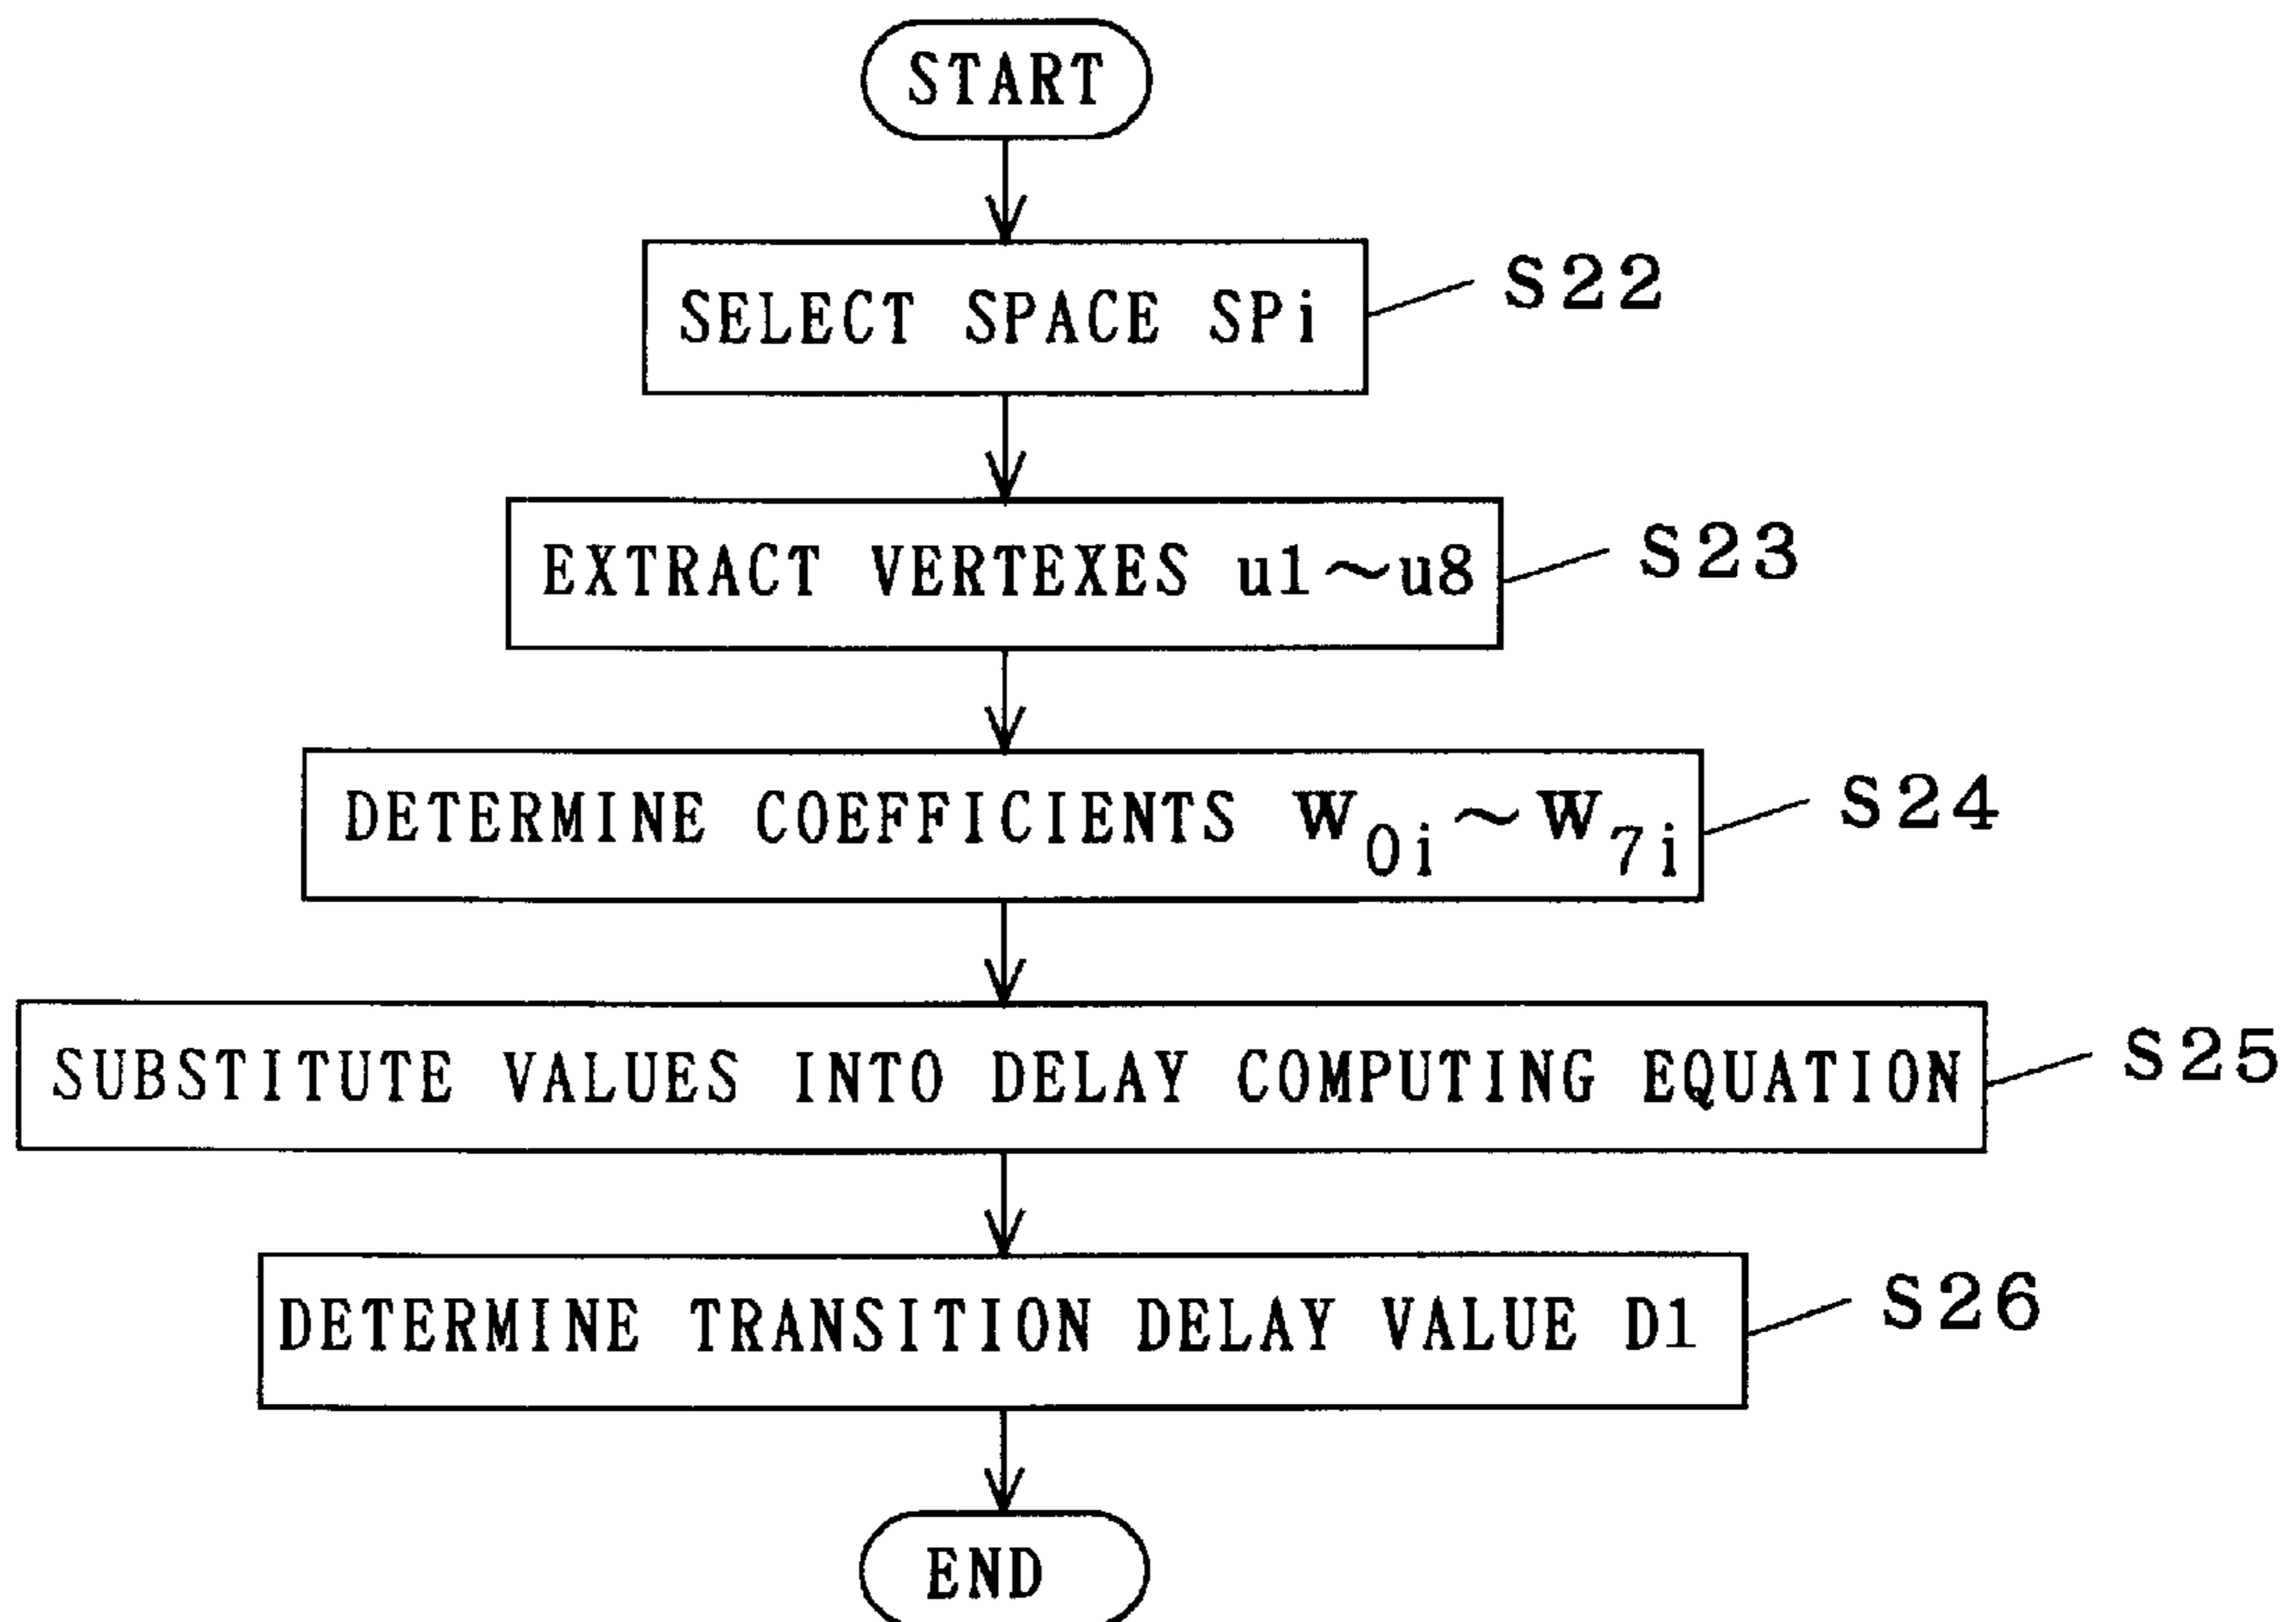 START
SELECT SPACE SPi S22
EXTRACT VERTEXES u1～u8 S23
DETERMINE COEFFICIENTS W0i～W7i S24
SUBSTITUTE VALUES INTO DELAY COMPUTING EQUATION S25
DETERMINE TRANSITION DELAY VALUE D1 S26
END